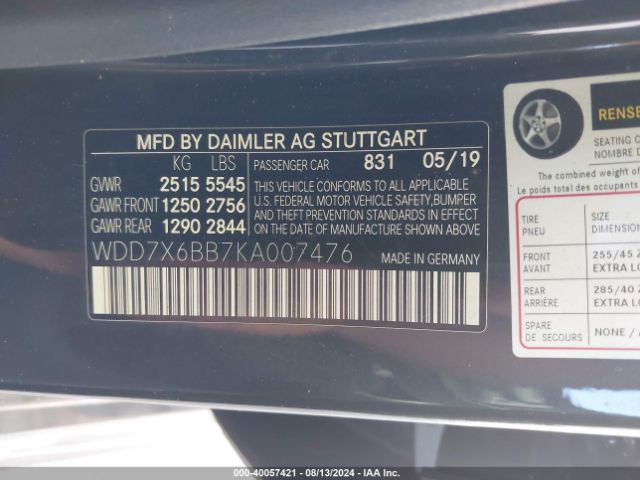 MFD BY DAIMLER AG STUTTGART
KG LBS
GVWR 2515 5545
GAWR FRONT 1250 2756
GAWR REAR 1290 2844
PASSENGER CAR 831 05/19
THIS VEHICLE CONFORMS TO ALL APPLICABLE
U.S. FEDERAL MOTOR VEHICLE SAFETY,BUMPER
AND THEFT PREVENTION STANDARDS IN EFFECT
ON THE DATE OF MANUFACTURE SHOWN ABOVE.
WDD7X6BB7KA007476
MADE IN GERMANY
SEATING
NOMBRE D
The combined weight of
Le poids total des occupants
TIRE
PNEU
SIZE
DIMENSION
FRONT
AVANT
255/45
EXTRA LO
REAR
ARRIÈRE
285/40
EXTRA LO
SPARE
DE SECOURS
NONE /
000-40057421 - 08/13/2024 - IAAI.com